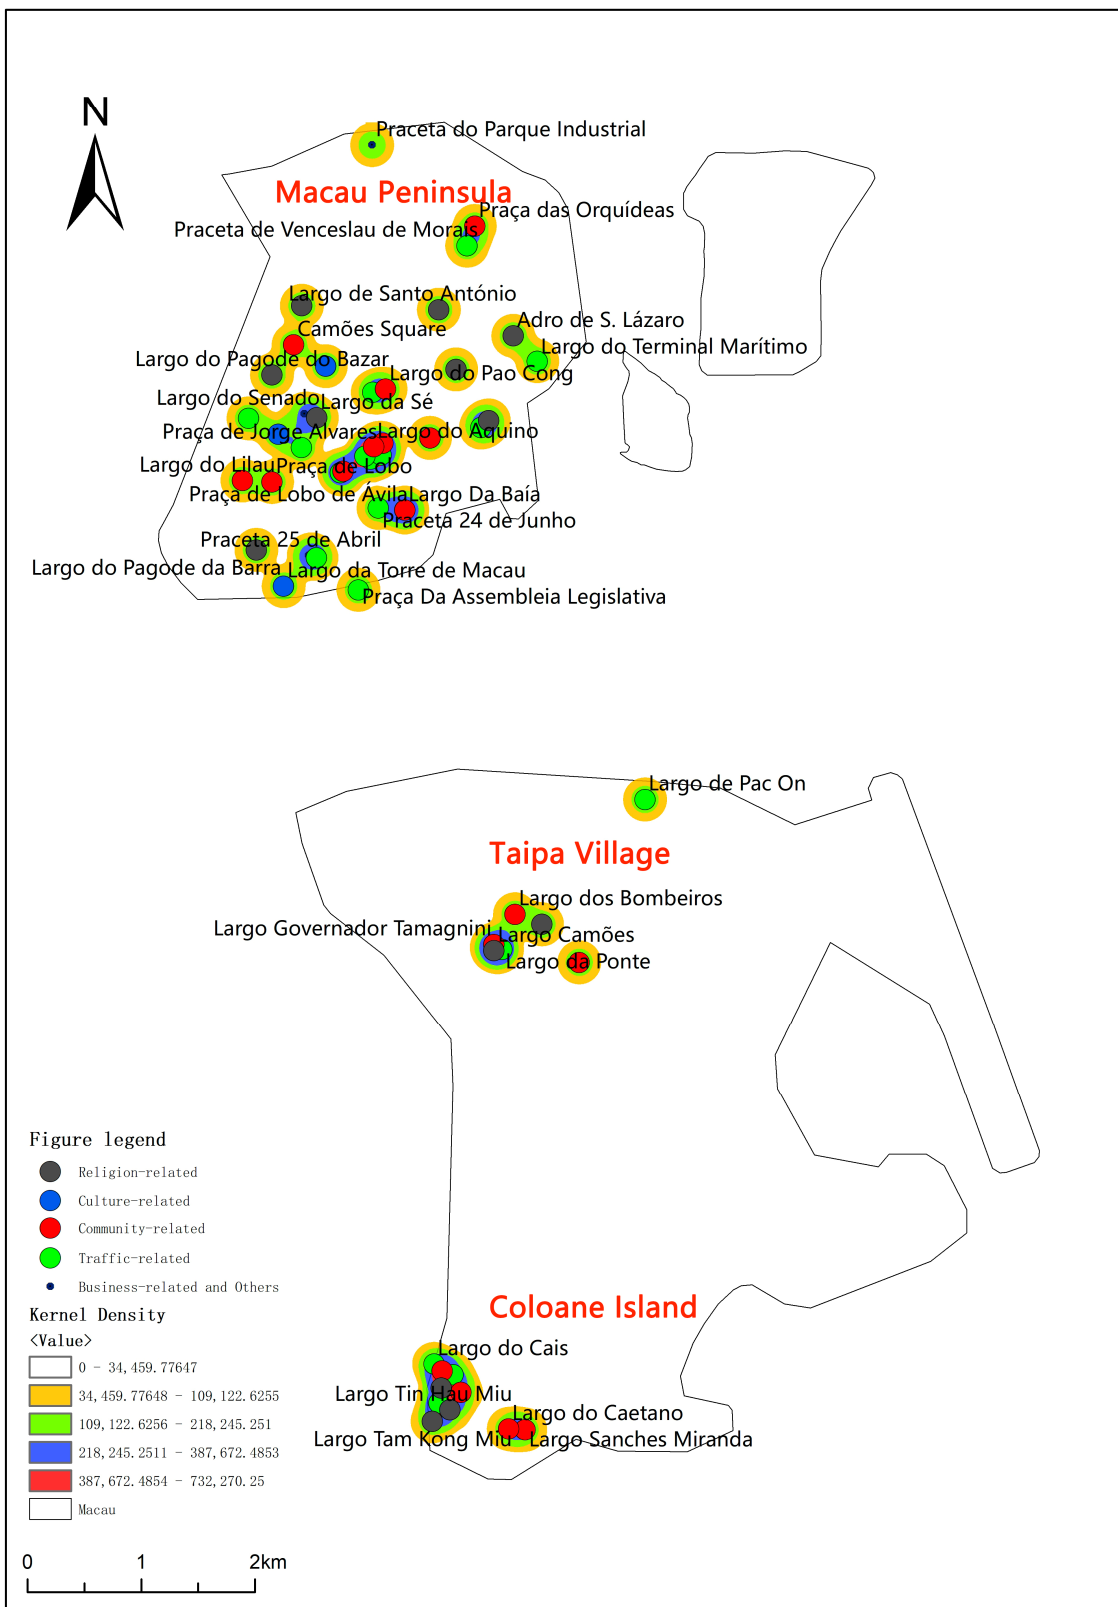 N
Praceta do Parque Industrial
Macau Peninsula
Praça das Orquídeas
Praceta de Venceslau de Morais
Largo de Santo António
Adro de S. Lázaro
Camões Square
Largo do Terminal Marítimo
Largo do Pagode do Bazar
Largo do Pao Cong
Largo do Senado
Largo da Sé
Praça de Jorge Álvares
Largo do Aquino
Largo do Lilau
Praça de Lobo
Praça de Lobo de Ávila
Largo Da Baía
Praceta 24 de Junho
Praceta 25 de Abril
Largo do Pagode da Barra
Largo da Torre de Macau
Praça Da Assembleia Legislativa
Largo de Pac On
Taipa Village
Largo dos Bombeiros
Largo Governador Tamagnini
Largo Camões
Largo da Ponte
Figure legend
Religion-related
Culture-related
Community-related
Traffic-related
Business-related and Others
Kernel Density
<Value>
0 - 34,459.77647
34,459.77648 - 109,122.6255
109,122.6256 - 218,245.251
218,245.2511 - 387,672.4853
387,672.4854 - 732,270.25
Macau
Coloane Island
Largo do Cais
Largo Tin Hau Miu
Largo do Caetano
Largo Tam Kong Miu
Largo Sanches Miranda
0 1 2km